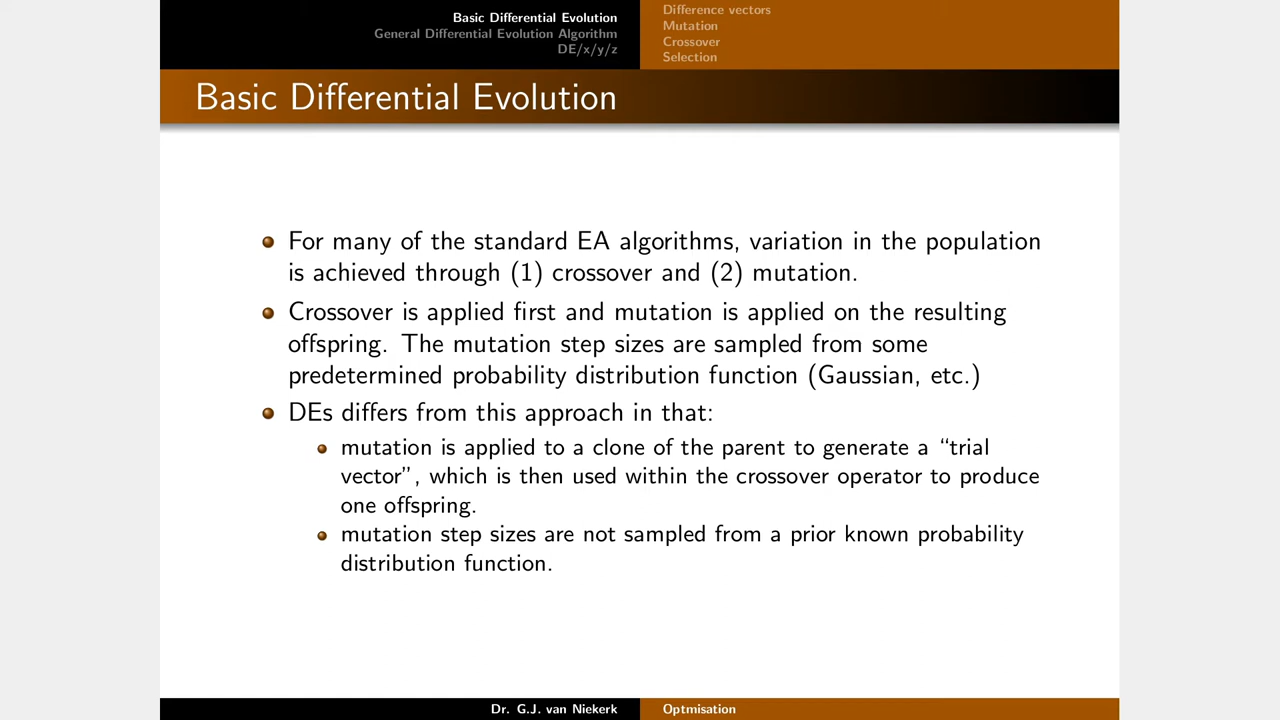 Basic Differential Evolution
General Differential Evolution Algorithm
DE/x/y/z
Difference vectors
Mutation
Crossover
Selection
Basic Differential Evolution
For many of the standard EA algorithms, variation in the population
is achieved through (1) crossover and (2) mutation.
Crossover is applied first and mutation is applied on the resulting
offspring. The mutation step sizes are sampled from some
predetermined probability distribution function (Gaussian, etc.)
DEs differs from this approach in that:
mutation is applied to a clone of the parent to generate a “trial
vector”, which is then used within the crossover operator to produce
one offspring.
mutation step sizes are not sampled from a prior known probability
distribution function.
Dr. G.J. van Niekerk
Optmisation